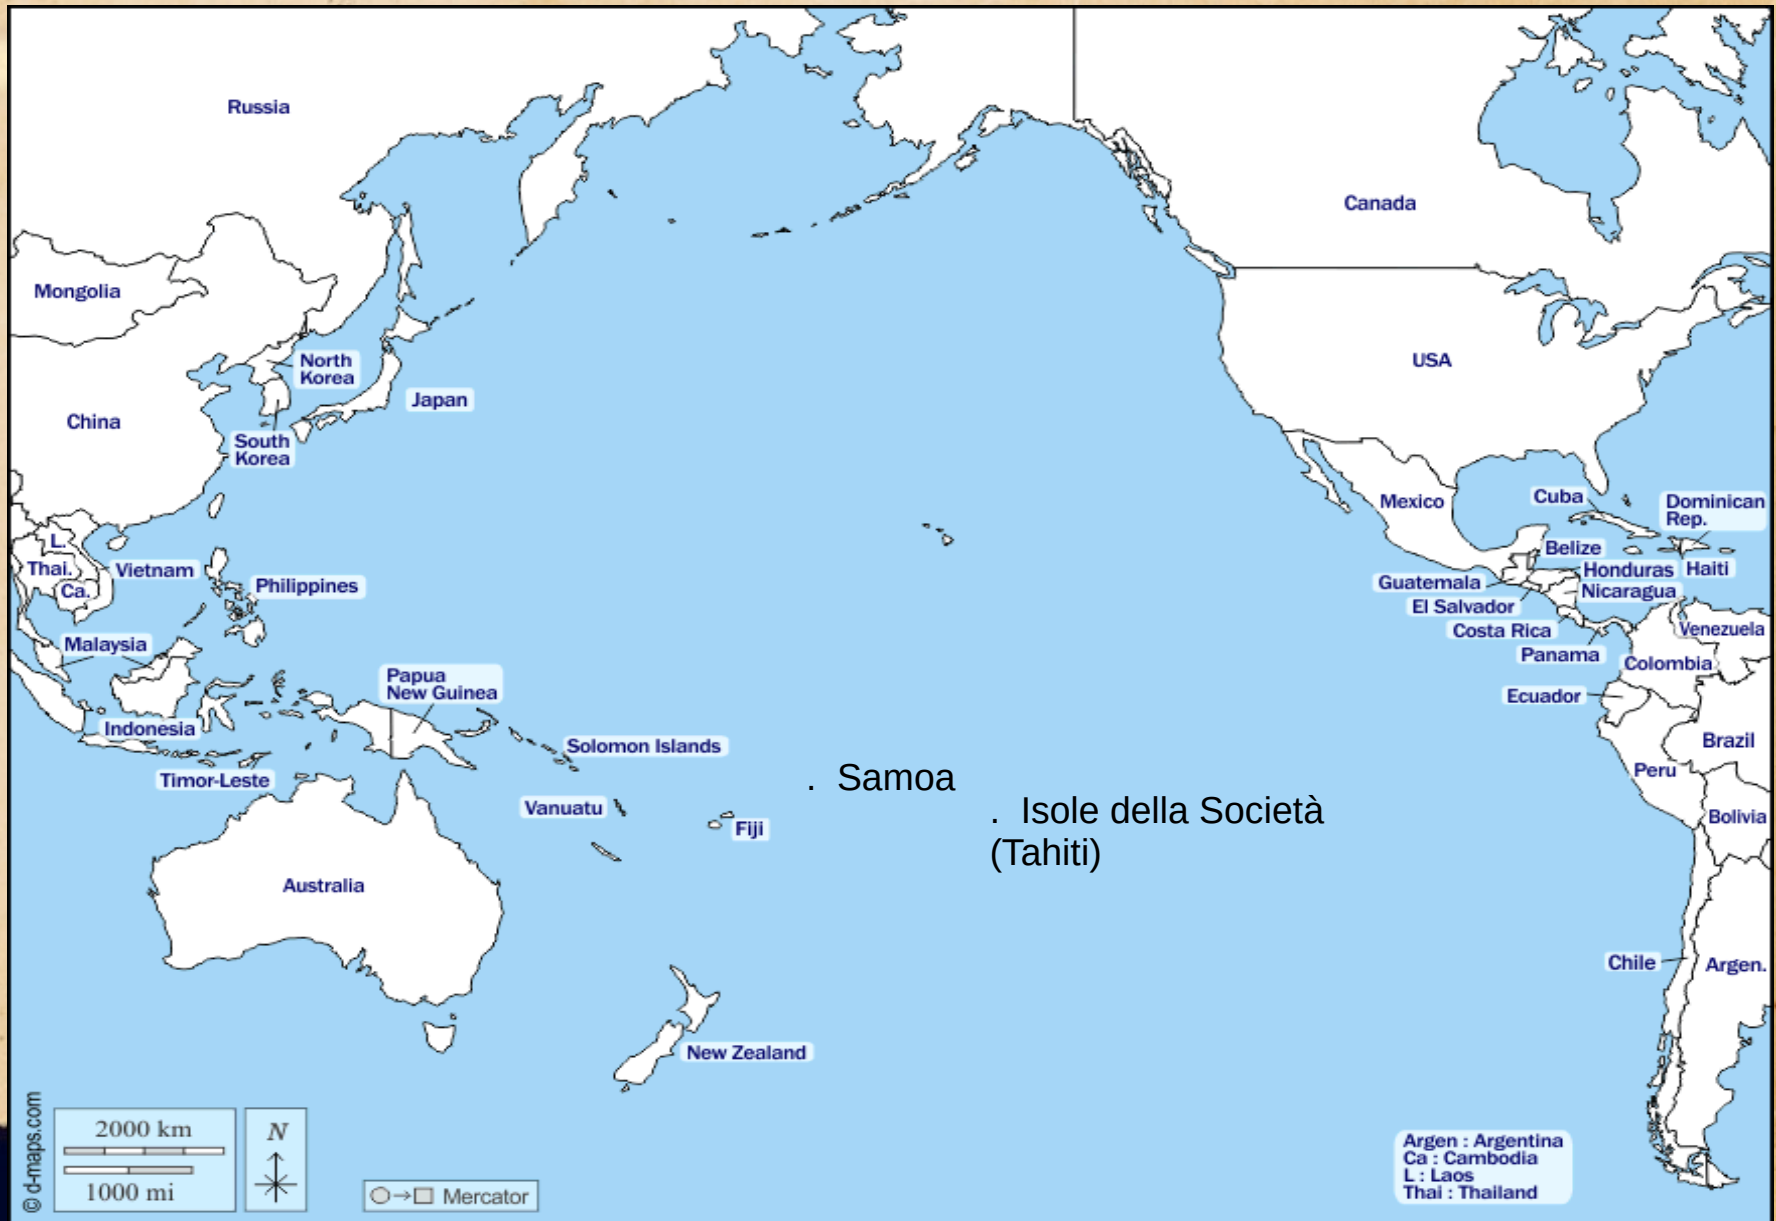 Russia
Canada
Mongolia
USA
North
Korea
Japan
China
South
Korea
Mexico
Cuba
Dominican
Rep.
L.
Thai.
Vietnam
Ca.
Philippines
Belize
Honduras
Haiti
Guatemala
Nicaragua
El Salvador
Costa Rica
Venezuela
Malaysia
Panama
Colombia
Papua
New Guinea
Ecuador
Indonesia
Solomon Islands
Brazil
Timor-Leste
. Samoa
Peru
Vanuatu
Fiji
. Isole della Società
(Tahiti)
Bolivia
Australia
Chile
Argen.
New Zealand
© d-maps.com
2000 km
1000 mi
N
Mercator
Argen : Argentina
Ca : Cambodia
L : Laos
Thai : Thailand